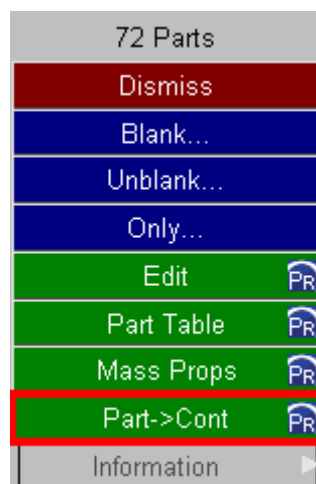 72 Parts
Dismiss
Blank...
Unblank...
Only...
Edit PR
Part Table PR
Mass Props PR
Part->Cont PR
Information